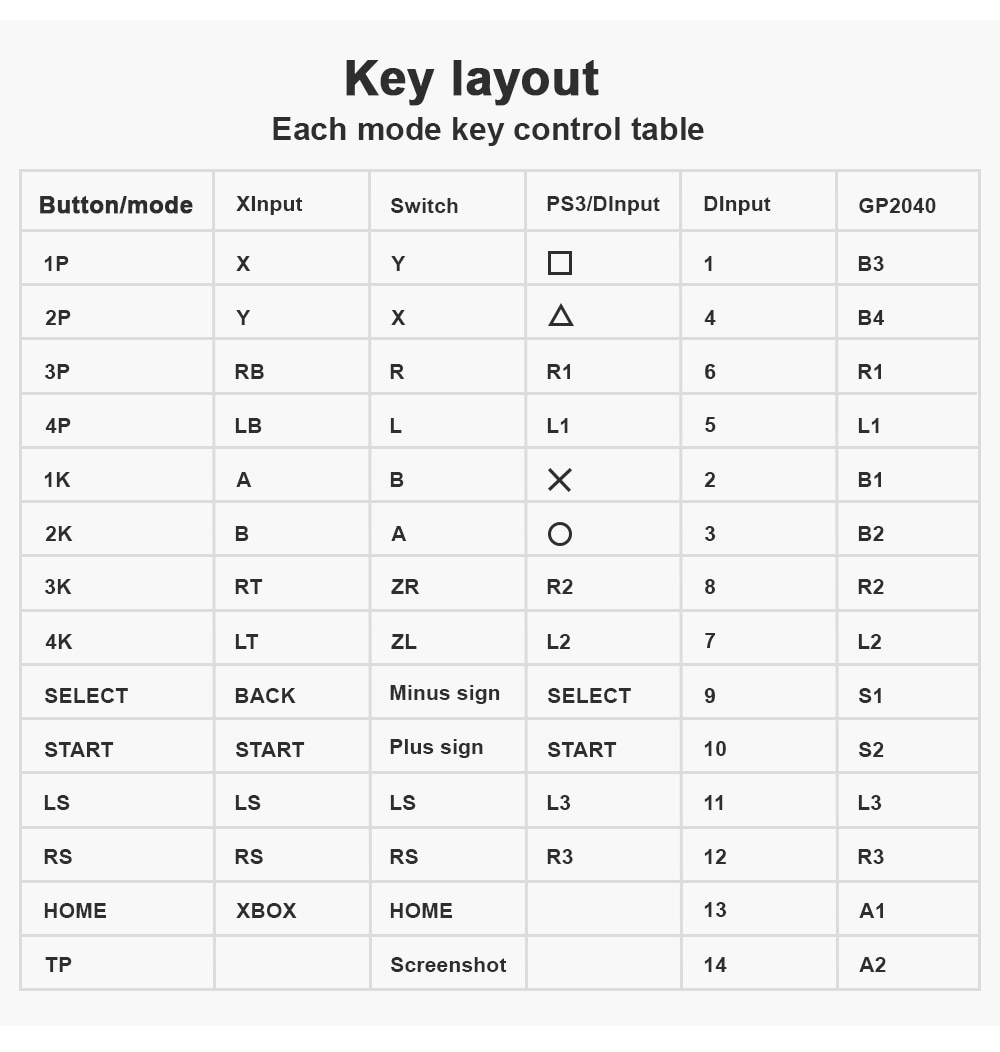 Key layout
Each mode key control table
Button/mode XInput Switch PS3/DInput DInput GP2040
1P X Y □ 1 B3
2P Y X △ 4 B4
3P RB R R1 6 R1
4P LB L L1 5 L1
1K A B ✕ 2 B1
2K B A ○ 3 B2
3K RT ZR R2 8 R2
4K LT ZL L2 7 L2
SELECT BACK Minus sign SELECT 9 S1
START START Plus sign START 10 S2
LS LS LS L3 11 L3
RS RS RS R3 12 R3
HOME XBOX HOME 13 A1
TP Screenshot 14 A2